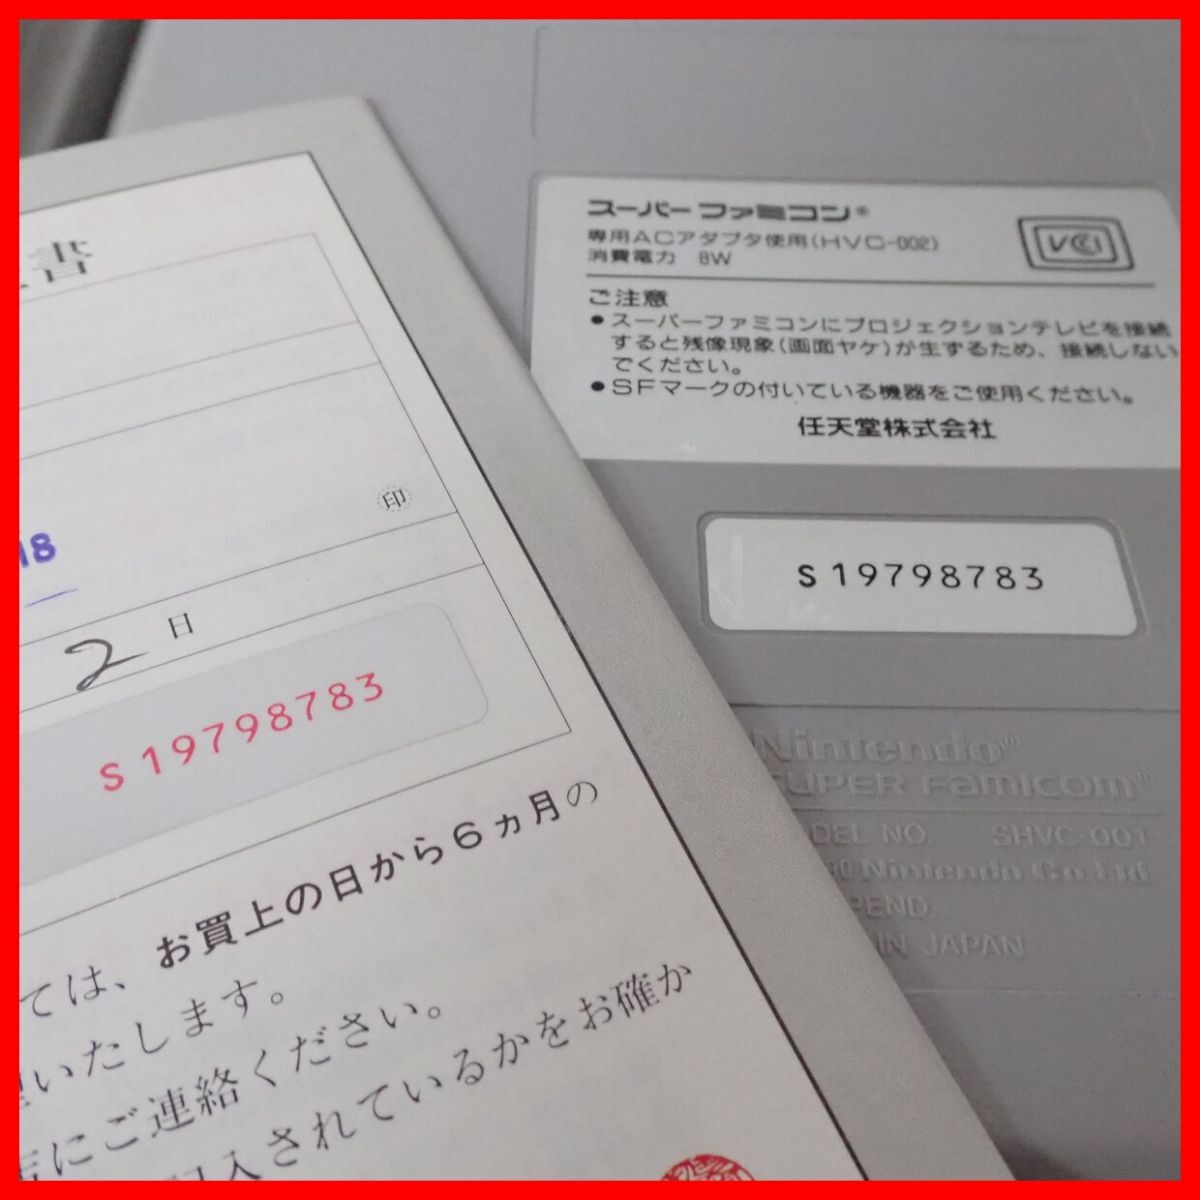 書
印
18
2 日
S 19798783
お買上の日から6ヵ月の
ては、
いたします。
にご連絡ください。
入されているかをお確か
スーパーファミコン®
専用ACアダプタ使用(HVC-002)
消費電力 8W
VCCI
ご注意
●スーパーファミコンにプロジェクションテレビを接続
すると残像現象(画面ヤケ)が生ずるため、接続しない
でください。
●SFマークの付いている機器をご使用ください。
任天堂株式会社
S 19798783
Nintendo®
SUPER Famicom
DEL NO. SHVC-001
Nintendo Co Ltd
PEND.
IN JAPAN